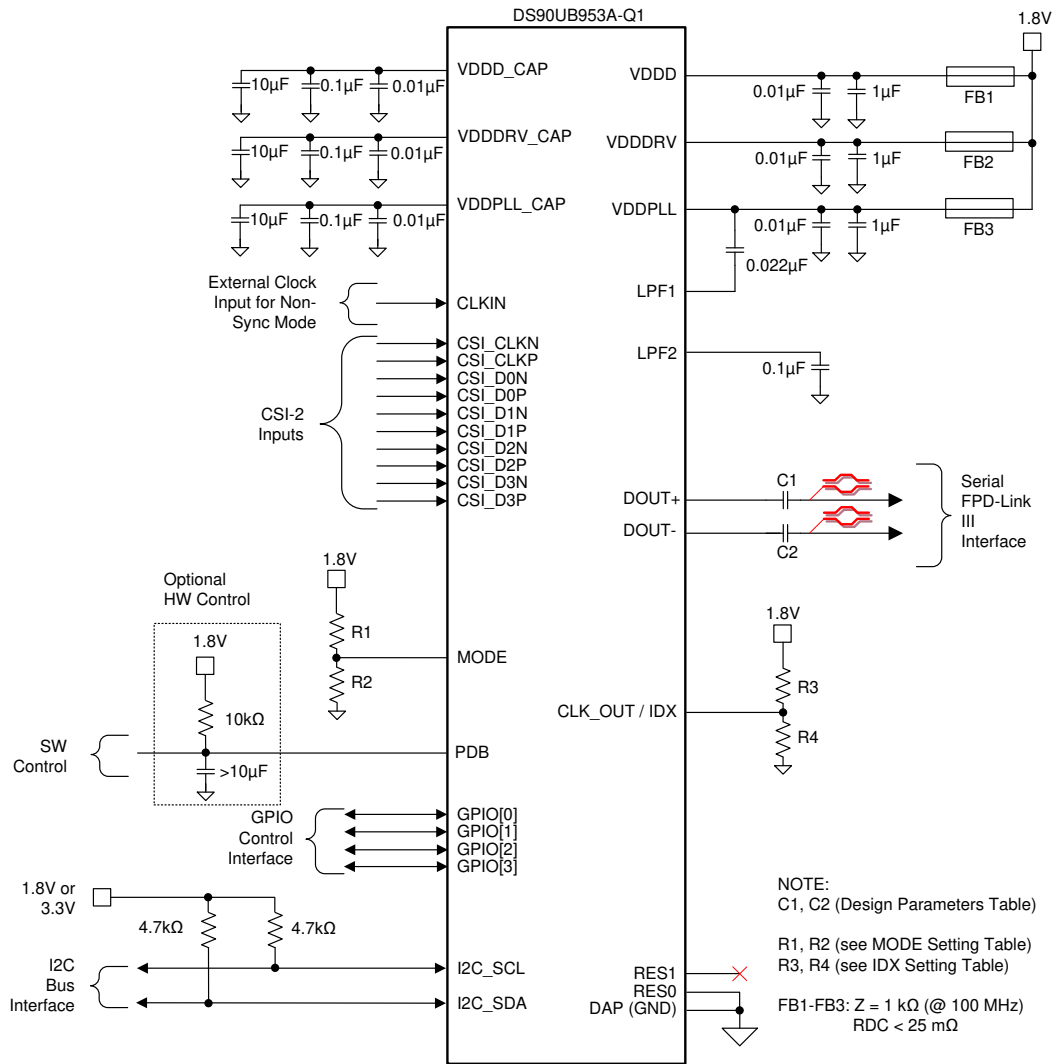 DS90UB953A-Q1
1.8V
VDDD_CAP
10µF
0.1µF
0.01µF
VDDD
0.01µF
1µF
FB1
VDDDRV_CAP
10µF
0.1µF
0.01µF
VDDDRV
0.01µF
1µF
FB2
VDDPLL_CAP
10µF
0.1µF
0.01µF
VDDPLL
0.01µF
1µF
FB3
0.022µF
LPF1
External Clock
Input for Non-
Sync Mode
CLKIN
LPF2
0.1µF
CSI-2
Inputs
CSI_CLKN
CSI_CLKP
CSI_D0N
CSI_D0P
CSI_D1N
CSI_D1P
CSI_D2N
CSI_D2P
CSI_D3N
CSI_D3P
DOUT+
DOUT-
C1
C2
Serial
FPD-Link
III
Interface
Optional
HW Control
1.8V
1.8V
R1
R2
MODE
10kΩ
>10µF
SW
Control
PDB
1.8V
R3
R4
CLK_OUT / IDX
GPIO
Control
Interface
GPIO[0]
GPIO[1]
GPIO[2]
GPIO[3]
1.8V or
3.3V
4.7kΩ
4.7kΩ
I2C
Bus
Interface
I2C_SCL
I2C_SDA
RES1
RES0
DAP (GND)
NOTE:
C1, C2 (Design Parameters Table)
R1, R2 (see MODE Setting Table)
R3, R4 (see IDX Setting Table)
FB1-FB3: Z = 1 kΩ (@ 100 MHz)
RDC < 25 mΩ